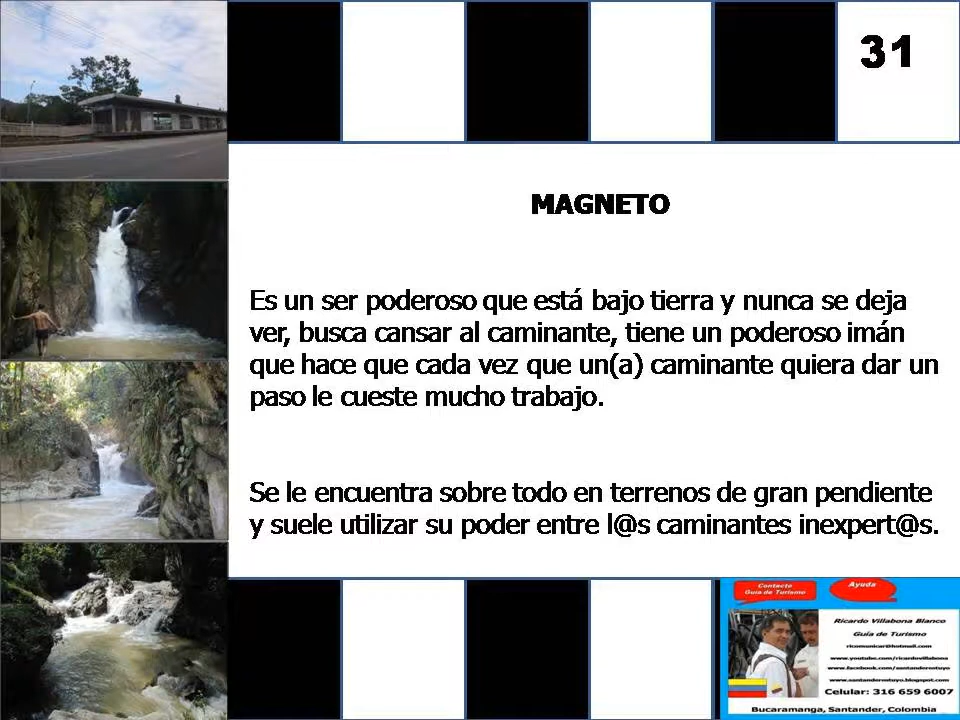 31
MAGNETO
Es un ser poderoso que está bajo tierra y nunca se deja
ver, busca cansar al caminante, tiene un poderoso imán
que hace que cada vez que un(a) caminante quiera dar un
paso le cueste mucho trabajo.
Se le encuentra sobre todo en terrenos de gran pendiente
y suele utilizar su poder entre l@s caminantes inexpert@s.
Contacto
Guia de Turismo
Ayuda
Ricardo Villabona Blanco
Guía de Turismo
ricomunicar@hotmail.com
www.youtube.com/ricardovillabona
www.facebook.com/santanderentuyo
www.santanderentuyo.blogspot.com
Celular: 316 659 6007
Bucaramanga, Santander, Colombia